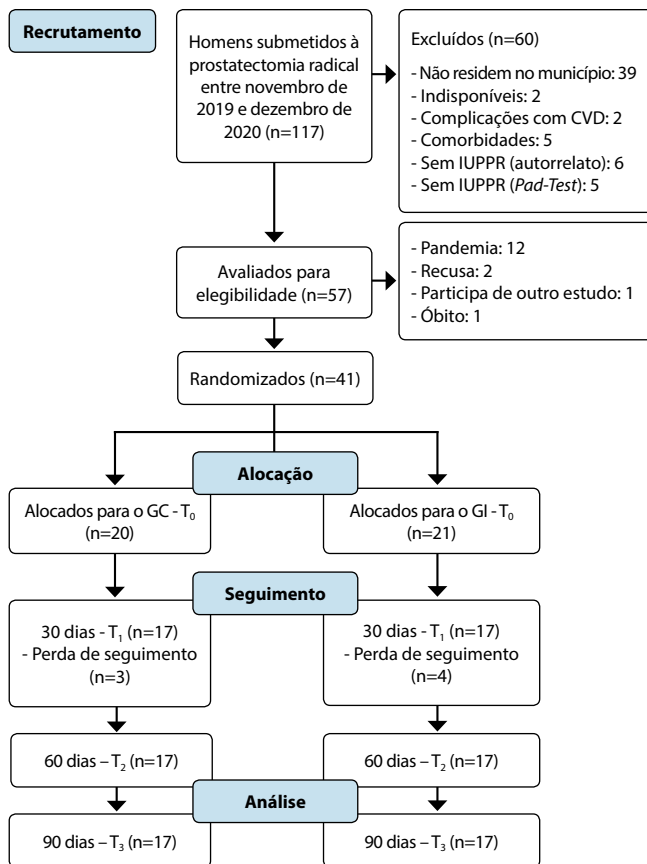 Recrutamento
Homens submetidos à
prostatectomia radical
entre novembro de
2019 e dezembro de
2020 (n=117)
Excluídos (n=60)
- Não residem no município: 39
- Indisponíveis: 2
- Complicações com CVD: 2
- Comorbidades: 5
- Sem IUPPR (autorrelato): 6
- Sem IUPPR (Pad-Test): 5
Avaliados para
elegibilidade (n=57)
- Pandemia: 12
- Recusa: 2
- Participa de outro estudo: 1
- Óbito: 1
Randomizados (n=41)
Alocação
Alocados para o GC - T₀
(n=20)
Alocados para o GI - T₀
(n=21)
Seguimento
30 dias - T₁ (n=17)
- Perda de seguimento
(n=3)
30 dias - T₁ (n=17)
- Perda de seguimento
(n=4)
60 dias – T₂ (n=17)
60 dias – T₂ (n=17)
Análise
90 dias – T₃ (n=17)
90 dias – T₃ (n=17)